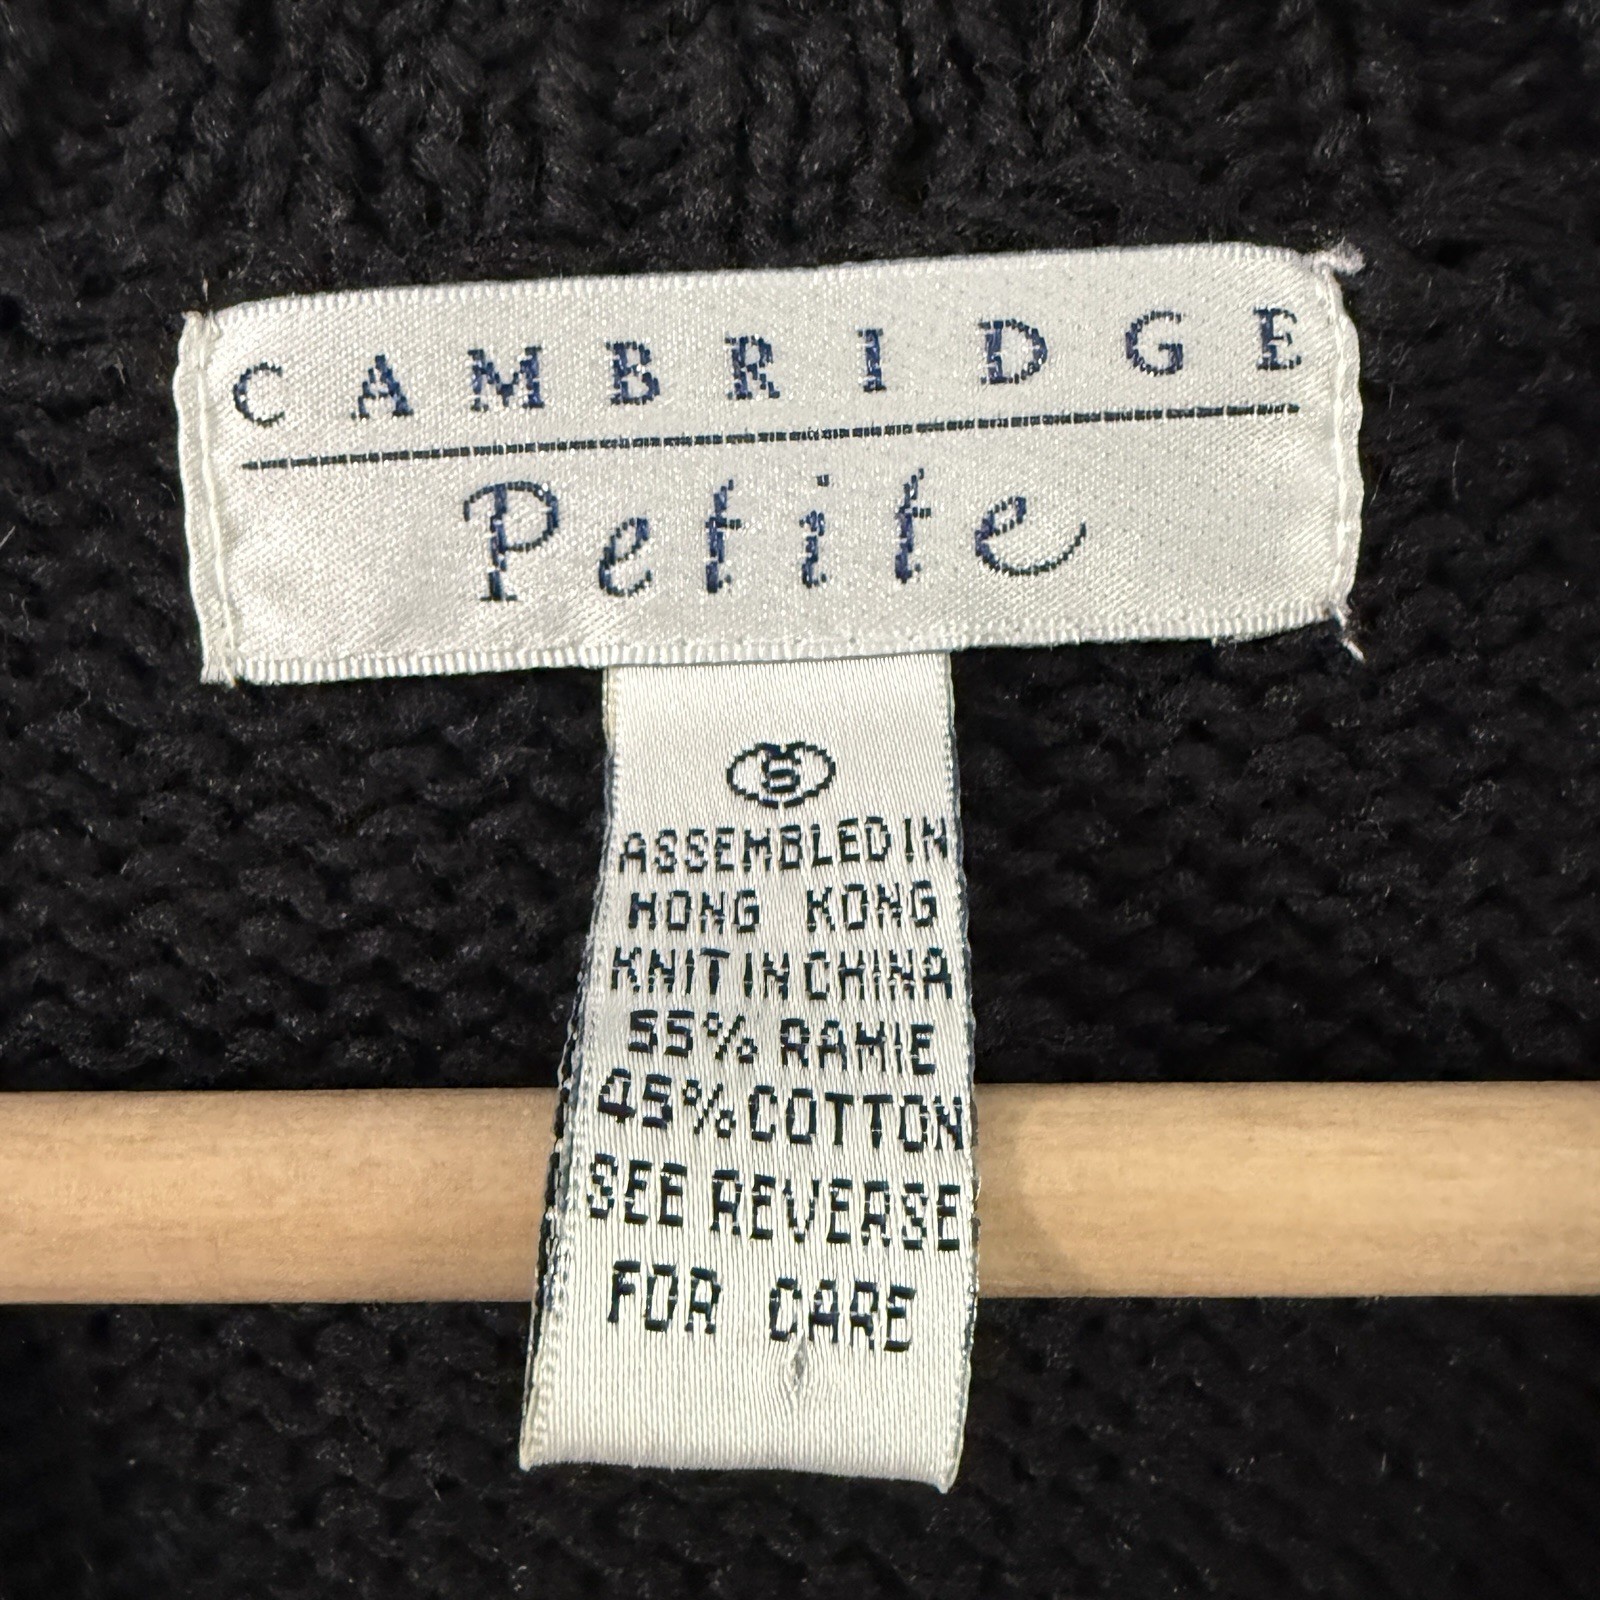 CAMBRIDGE
Petite
S
ASSEMBLED IN
HONG KONG
KNIT IN CHINA
55% RAMIE
45% COTTON
SEE REVERSE
FOR CARE